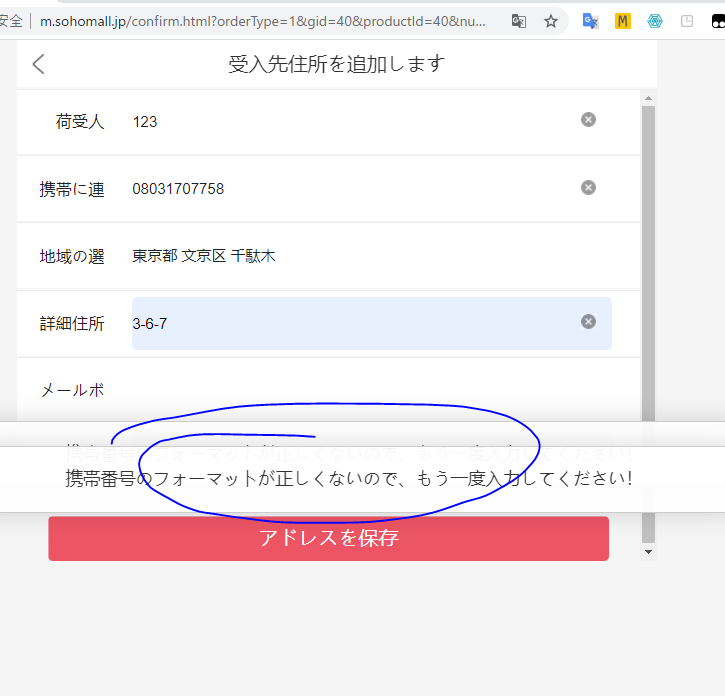 安全 m.sohomall.jp/confirm.html?orderType=1&gid=40&productId=40&nu...
受入先住所を追加します
荷受人 123
携帯に連 08031707758
地域の選 東京都 文京区 千駄木
詳細住所 3-6-7
メールボ
携帯番号のフォーマットが正しくないので、もう一度入力してください!
携帯番号のフォーマットが正しくないので、もう一度入力してください!
アドレスを保存